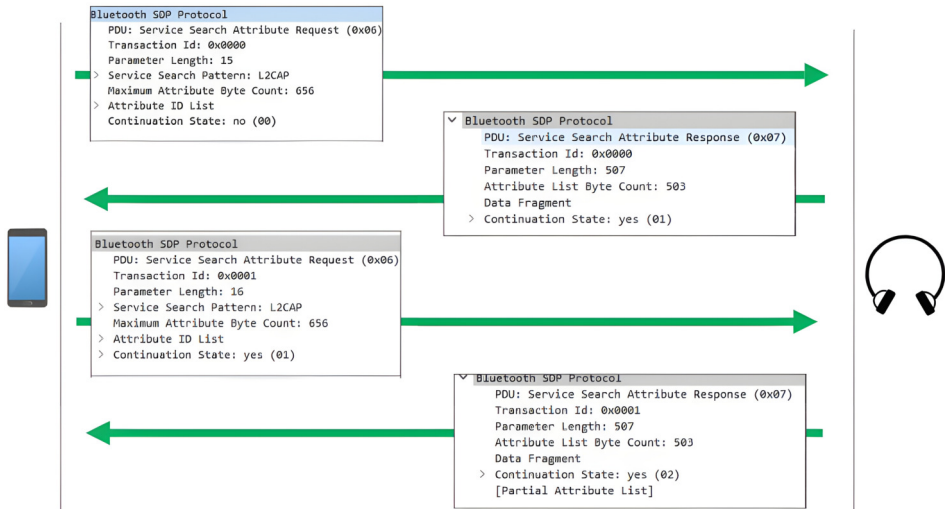 Bluetooth SDP Protocol
PDU: Service Search Attribute Request (0x06)
Transaction Id: 0x0000
Parameter Length: 15
> Service Search Pattern: L2CAP
Maximum Attribute Byte Count: 656
> Attribute ID List
Continuation State: no (00)
Bluetooth SDP Protocol
PDU: Service Search Attribute Response (0x07)
Transaction Id: 0x0000
Parameter Length: 507
Attribute List Byte Count: 503
Data Fragment
> Continuation State: yes (01)
Bluetooth SDP Protocol
PDU: Service Search Attribute Request (0x06)
Transaction Id: 0x0001
Parameter Length: 16
> Service Search Pattern: L2CAP
Maximum Attribute Byte Count: 656
> Attribute ID List
> Continuation State: yes (01)
Bluetooth SDP Protocol
PDU: Service Search Attribute Response (0x07)
Transaction Id: 0x0001
Parameter Length: 507
Attribute List Byte Count: 503
Data Fragment
> Continuation State: yes (02)
[Partial Attribute List]